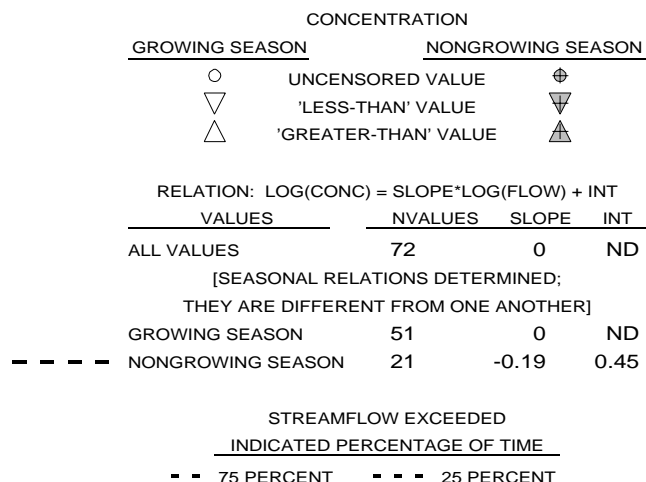 CONCENTRATION
GROWING SEASON NONGROWING SEASON
UNCENSORED VALUE
'LESS-THAN' VALUE
'GREATER-THAN' VALUE
RELATION: LOG(CONC) = SLOPE*LOG(FLOW) + INT
VALUES NVALUES SLOPE INT
ALL VALUES 72 0 ND
[SEASONAL RELATIONS DETERMINED;
THEY ARE DIFFERENT FROM ONE ANOTHER]
GROWING SEASON 51 0 ND
NONGROWING SEASON 21 -0.19 0.45
STREAMFLOW EXCEEDED
INDICATED PERCENTAGE OF TIME
75 PERCENT 25 PERCENT